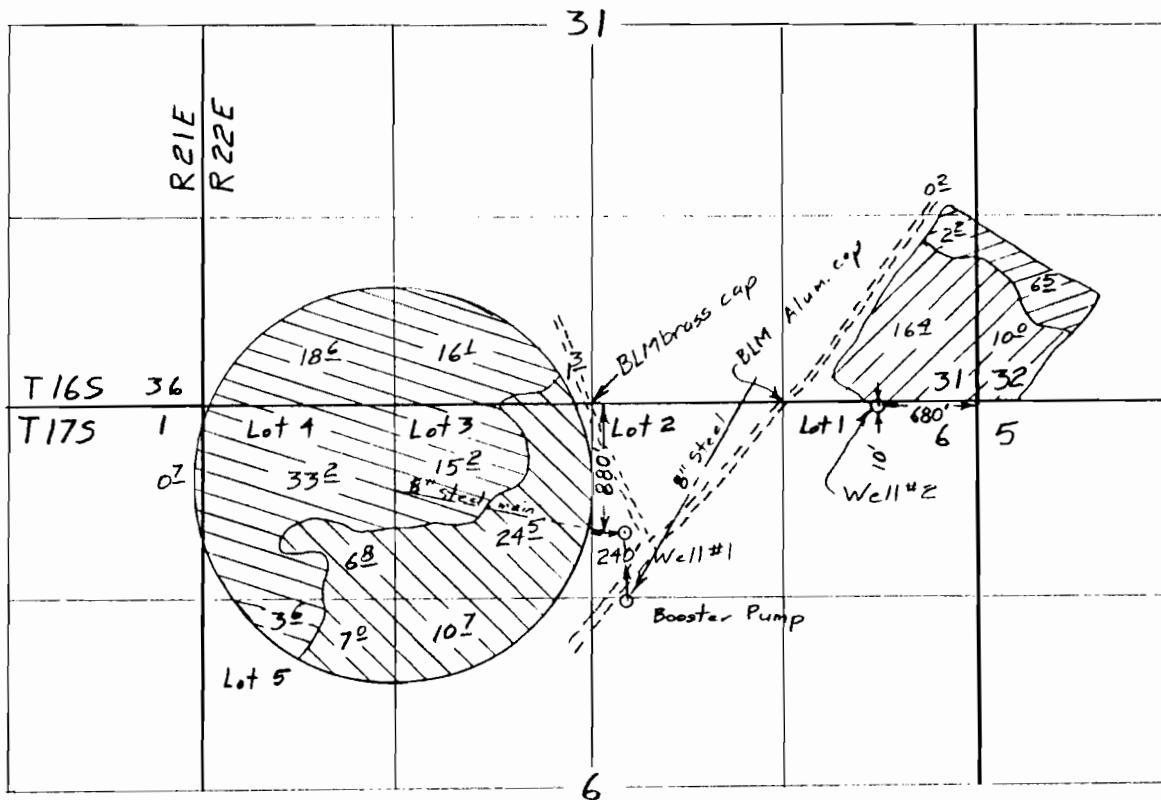 31
R21E
R22E
0 2
2 2
6 5
BLM brass cap
BLM Alum. cap
16 4
10 0
18 6
16 1
.3
T16S 36
31 32
T17S 1
Lot 4
Lot 3
Lot 2
Lot 1
680'
6 5
10'
0 7
33 2
15 2
880'
8" steel
8" steel main
Well #2
24 5
6 8
240'
Well #1
3 6
7 0
10 7
Booster Pump
Lot 5
6